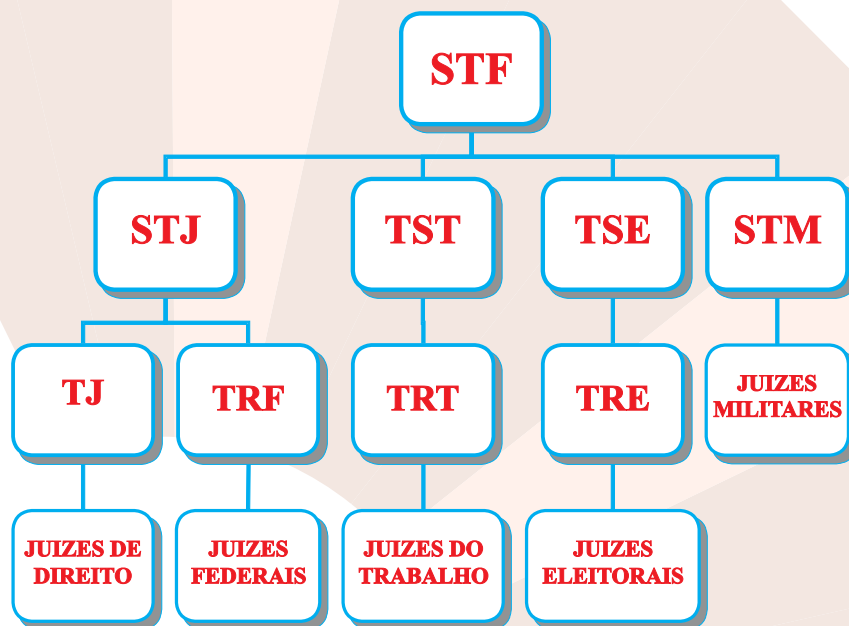 STF
STJ
TST
TSE
STM
TJ
TRF
TRT
TRE
JUIZES
MILITARES
JUIZES DE
DIREITO
JUIZES
FEDERAIS
JUIZES DO
TRABALHO
JUIZES
ELEITORAIS